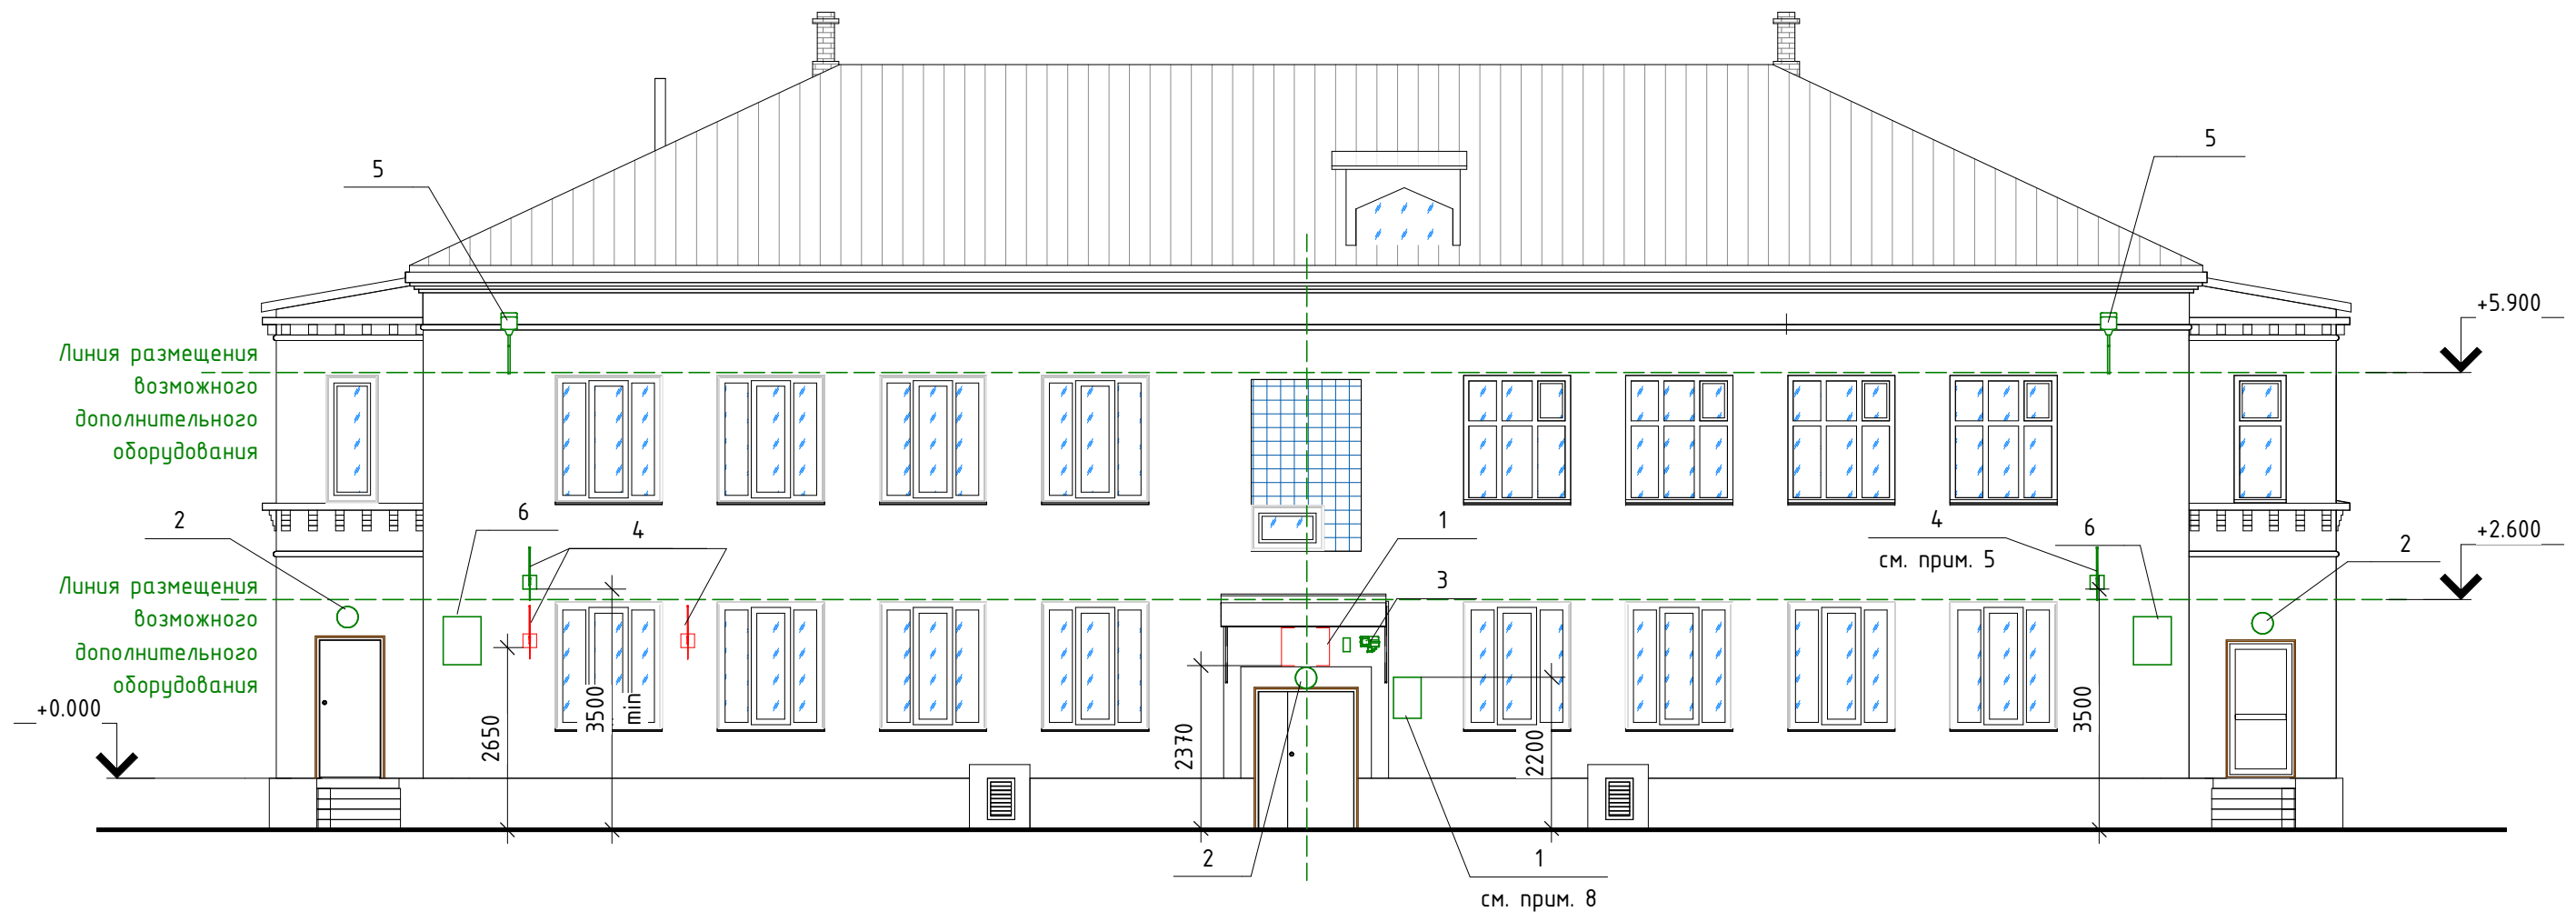 5
5
+5.900
Линия размещения
возможного
дополнительного
оборудования
2
6
4
1
4
см. прим. 5
6
2
+2.600
3
Линия размещения
возможного
дополнительного
оборудования
+0.000
2650
3500
min
2370
2200
3500
2
1
см. прим. 8